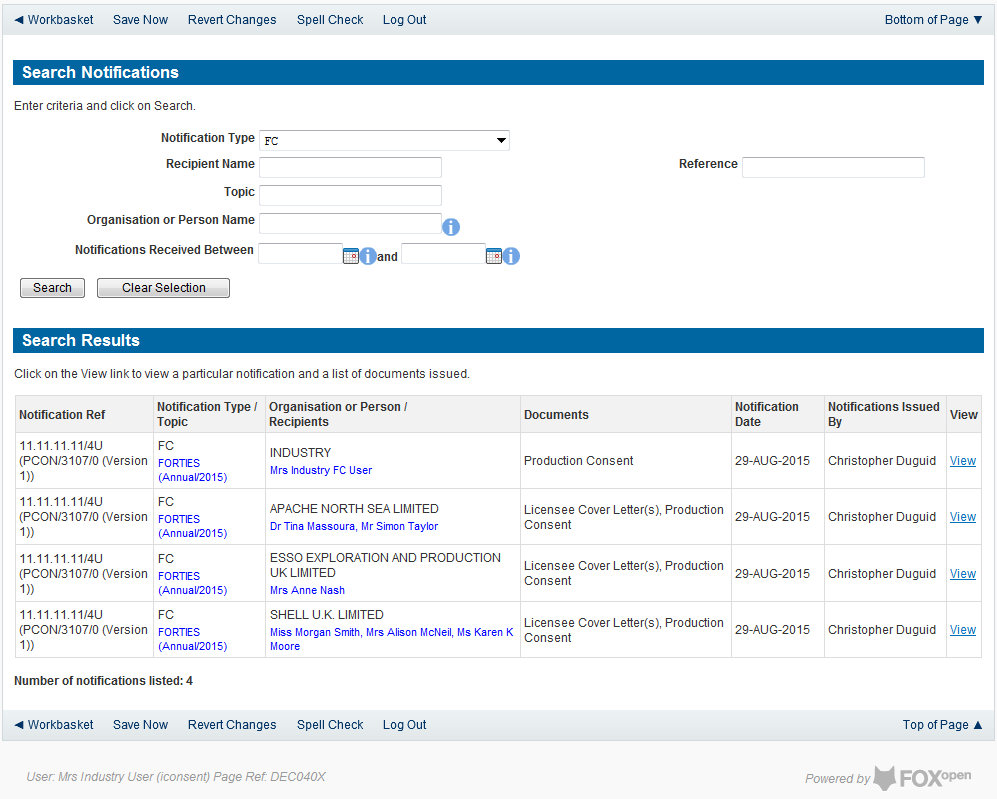 ◄ Workbasket Save Now Revert Changes Spell Check Log Out Bottom of Page ▼
Search Notifications
Enter criteria and click on Search.
Notification Type FC
Recipient Name Reference
Topic
Organisation or Person Name
Notifications Received Between and
Search Clear Selection
Search Results
Click on the View link to view a particular notification and a list of documents issued.
Notification Ref
Notification Type /
Topic
Organisation or Person /
Recipients
Documents
Notification
Date
Notifications Issued
By
View
11.11.11.11/4U
(PCON/3107/0 (Version
1))
FC
FORTIES
(Annual/2015)
INDUSTRY
Mrs Industry FC User
Production Consent
29-AUG-2015
Christopher Duguid
View
11.11.11.11/4U
(PCON/3107/0 (Version
1))
FC
FORTIES
(Annual/2015)
APACHE NORTH SEA LIMITED
Dr Tina Massoura, Mr Simon Taylor
Licensee Cover Letter(s), Production
Consent
29-AUG-2015
Christopher Duguid
View
11.11.11.11/4U
(PCON/3107/0 (Version
1))
FC
FORTIES
(Annual/2015)
ESSO EXPLORATION AND PRODUCTION
UK LIMITED
Mrs Anne Nash
Licensee Cover Letter(s), Production
Consent
29-AUG-2015
Christopher Duguid
View
11.11.11.11/4U
(PCON/3107/0 (Version
1))
FC
FORTIES
(Annual/2015)
SHELL U.K. LIMITED
Miss Morgan Smith, Mrs Alison McNeil, Ms Karen K
Moore
Licensee Cover Letter(s), Production
Consent
29-AUG-2015
Christopher Duguid
View
Number of notifications listed: 4
◄ Workbasket Save Now Revert Changes Spell Check Log Out Top of Page ▲
User: Mrs Industry User (iconsent) Page Ref: DEC040X
Powered by FOXopen